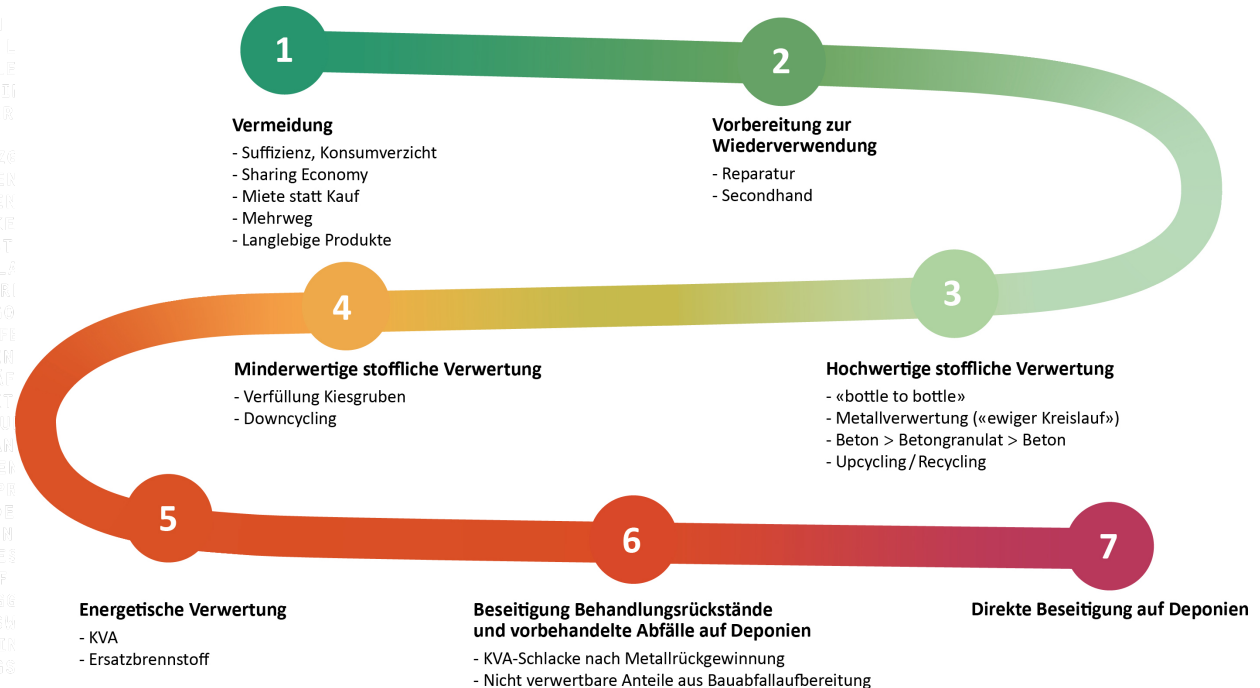 1
Vermeidung
- Suffizienz, Konsumverzicht
- Sharing Economy
- Miete statt Kauf
- Mehrweg
- Langlebige Produkte
2
Vorbereitung zur
Wiederverwendung
- Reparatur
- Secondhand
3
Hochwertige stoffliche Verwertung
- «bottle to bottle»
- Metallverwertung («ewiger Kreislauf»)
- Beton > Betongranulat > Beton
- Upcycling / Recycling
4
Minderwertige stoffliche Verwertung
- Verfüllung Kiesgruben
- Downcycling
5
Energetische Verwertung
- KVA
- Ersatzbrennstoff
6
Beseitigung Behandlungsrückstände
und vorbehandelte Abfälle auf Deponien
- KVA-Schlacke nach Metallrückgewinnung
- Nicht verwertbare Anteile aus Bauabfallaufbereitung
7
Direkte Beseitigung auf Deponien